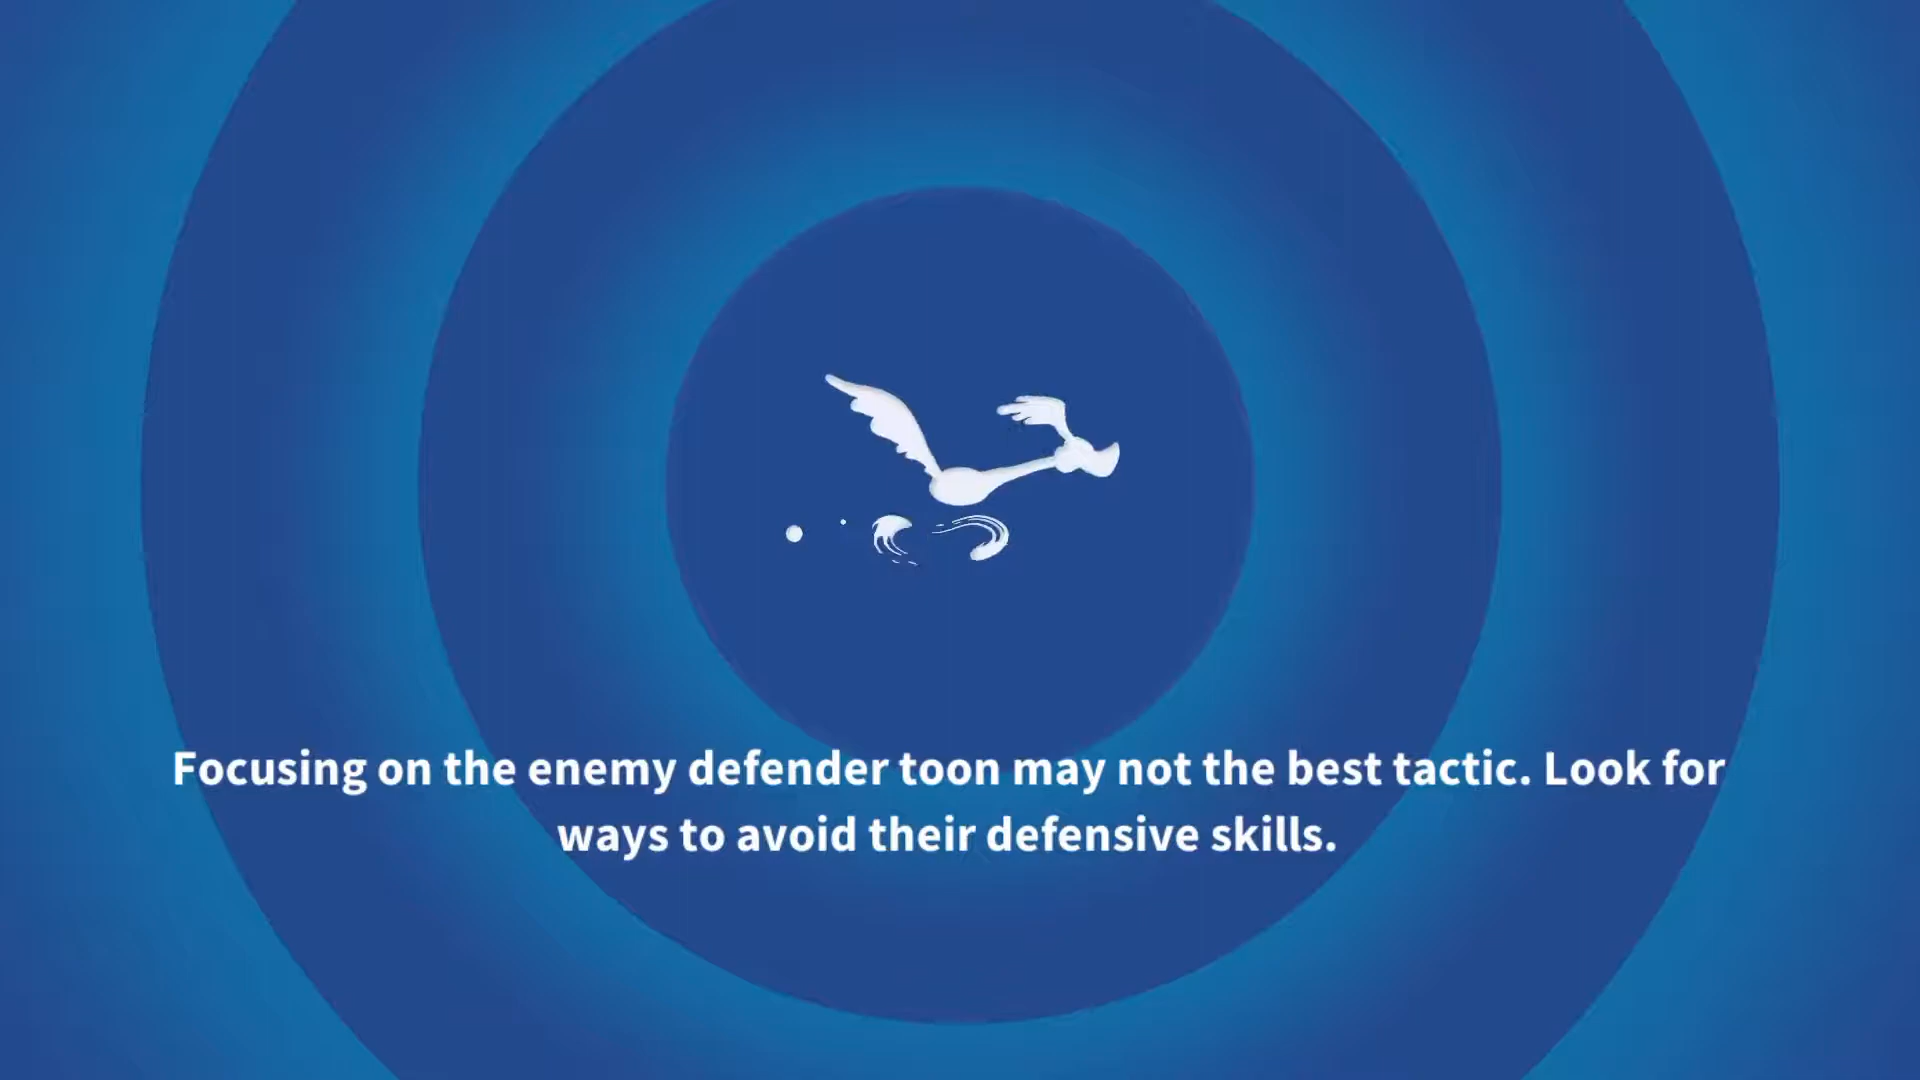 Focusing on the enemy defender toon may not the best tactic. Look for
ways to avoid their defensive skills.